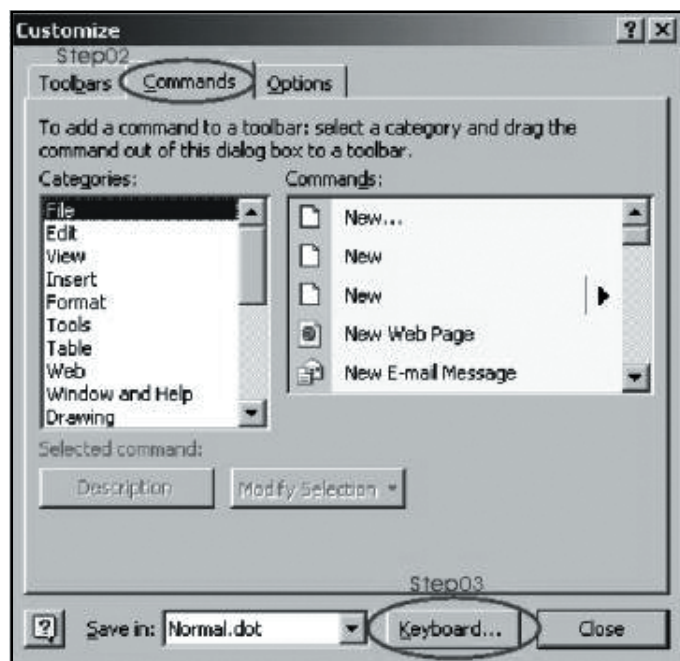 Customize
Step02
Toolbars Commands Options
To add a command to a toolbar: select a category and drag the
command out of this dialog box to a toolbar.
Categories:
File
Edit
View
Insert
Format
Tools
Table
Web
Window and Help
Drawing
Commands:
New...
New
New
New Web Page
New E-mail Message
Selected command:
Description Modify Selection
Step03
Save in: Normal.dot Keyboard... Close